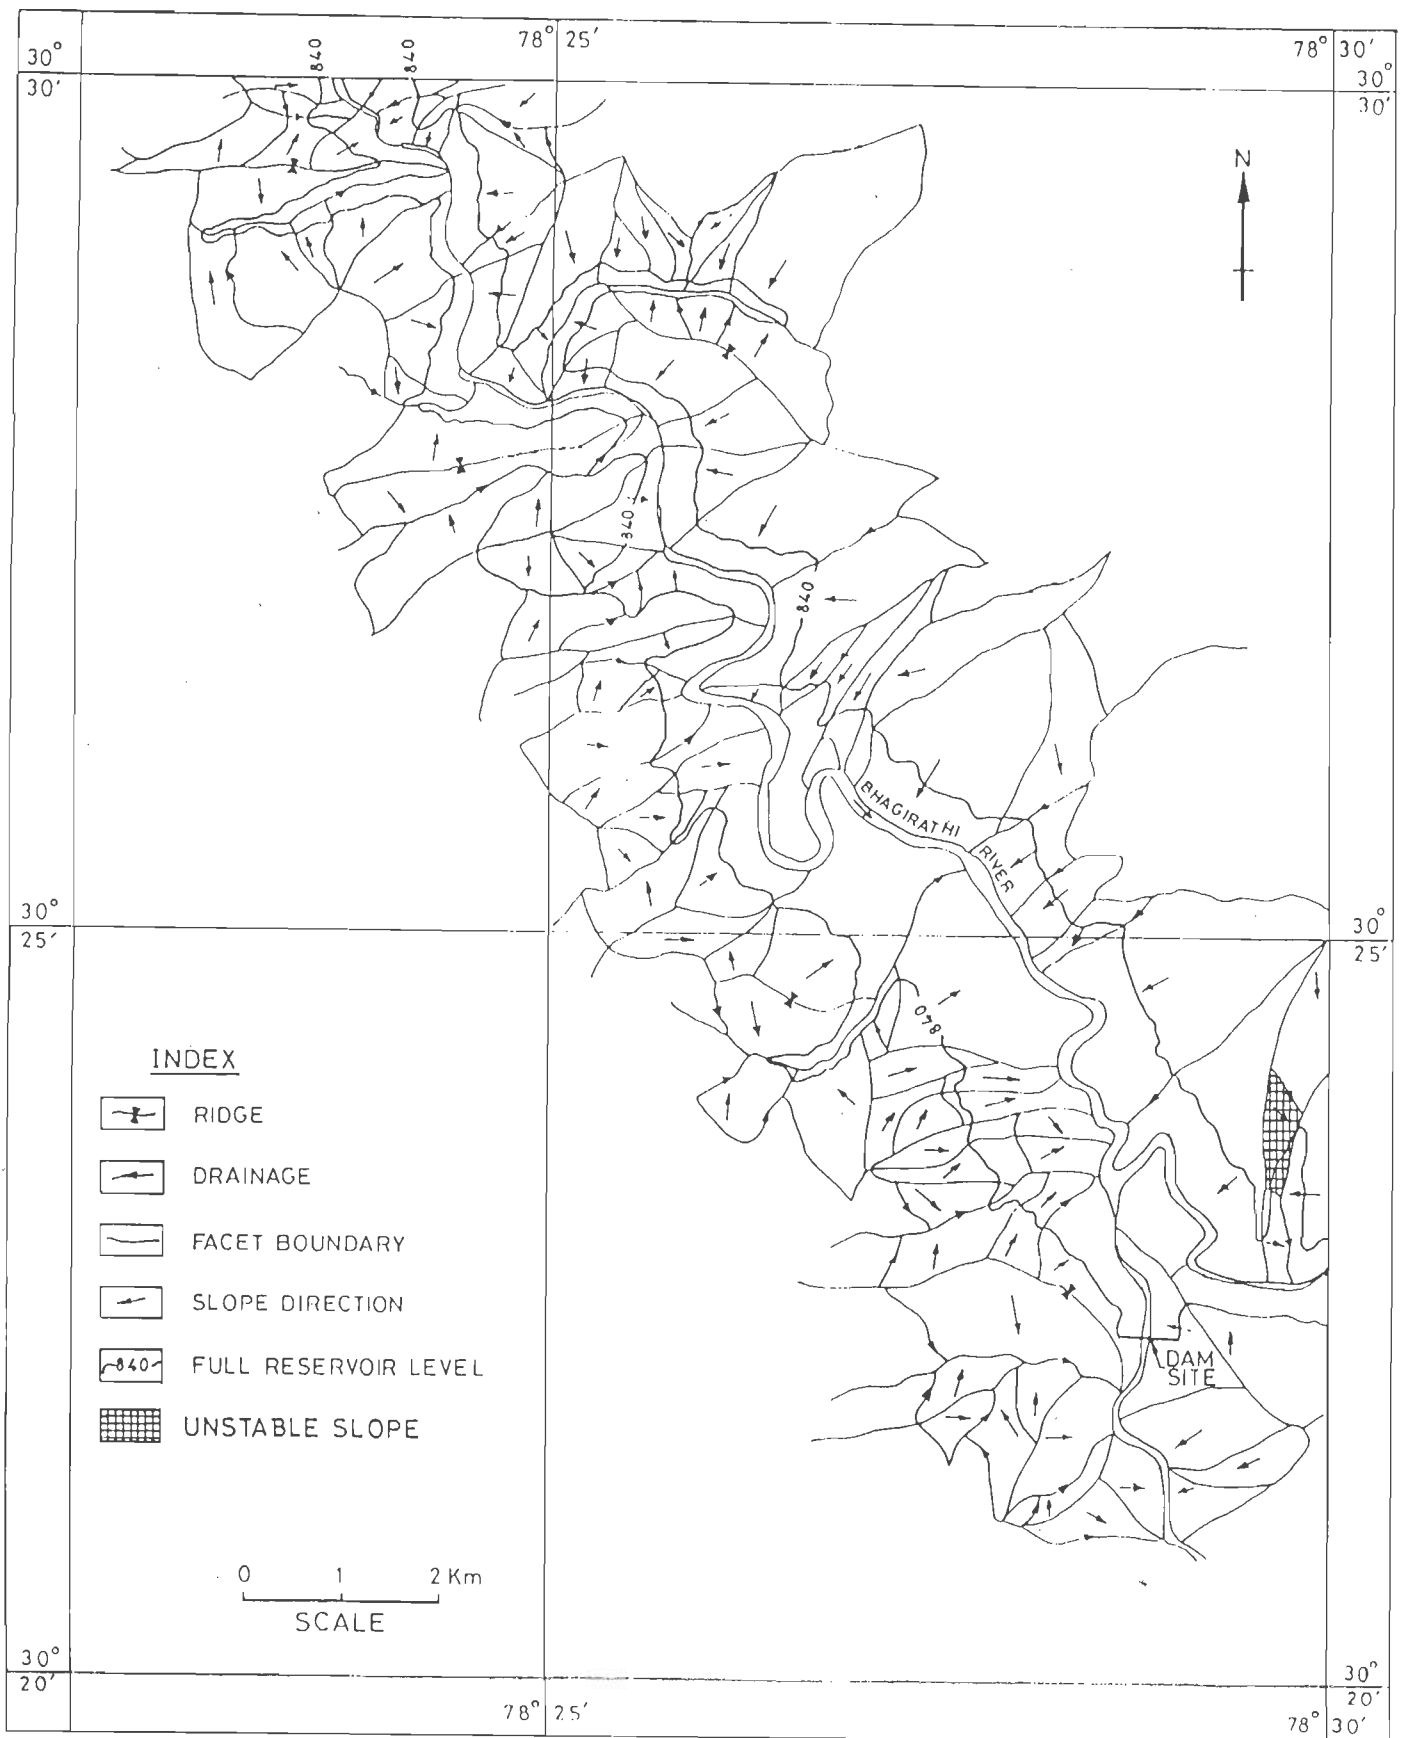 78° 25'
78° 30'
30°
30'
30°
30'
840
840
N
840
840
BHAGIRATHI
RIVER
30°
25'
30°
25'
840
INDEX
RIDGE
DRAINAGE
FACET BOUNDARY
SLOPE DIRECTION
840
FULL RESERVOIR LEVEL
UNSTABLE SLOPE
DAM
SITE
0 1 2 Km
SCALE
30°
20'
30°
20'
78° 25'
78° 30'